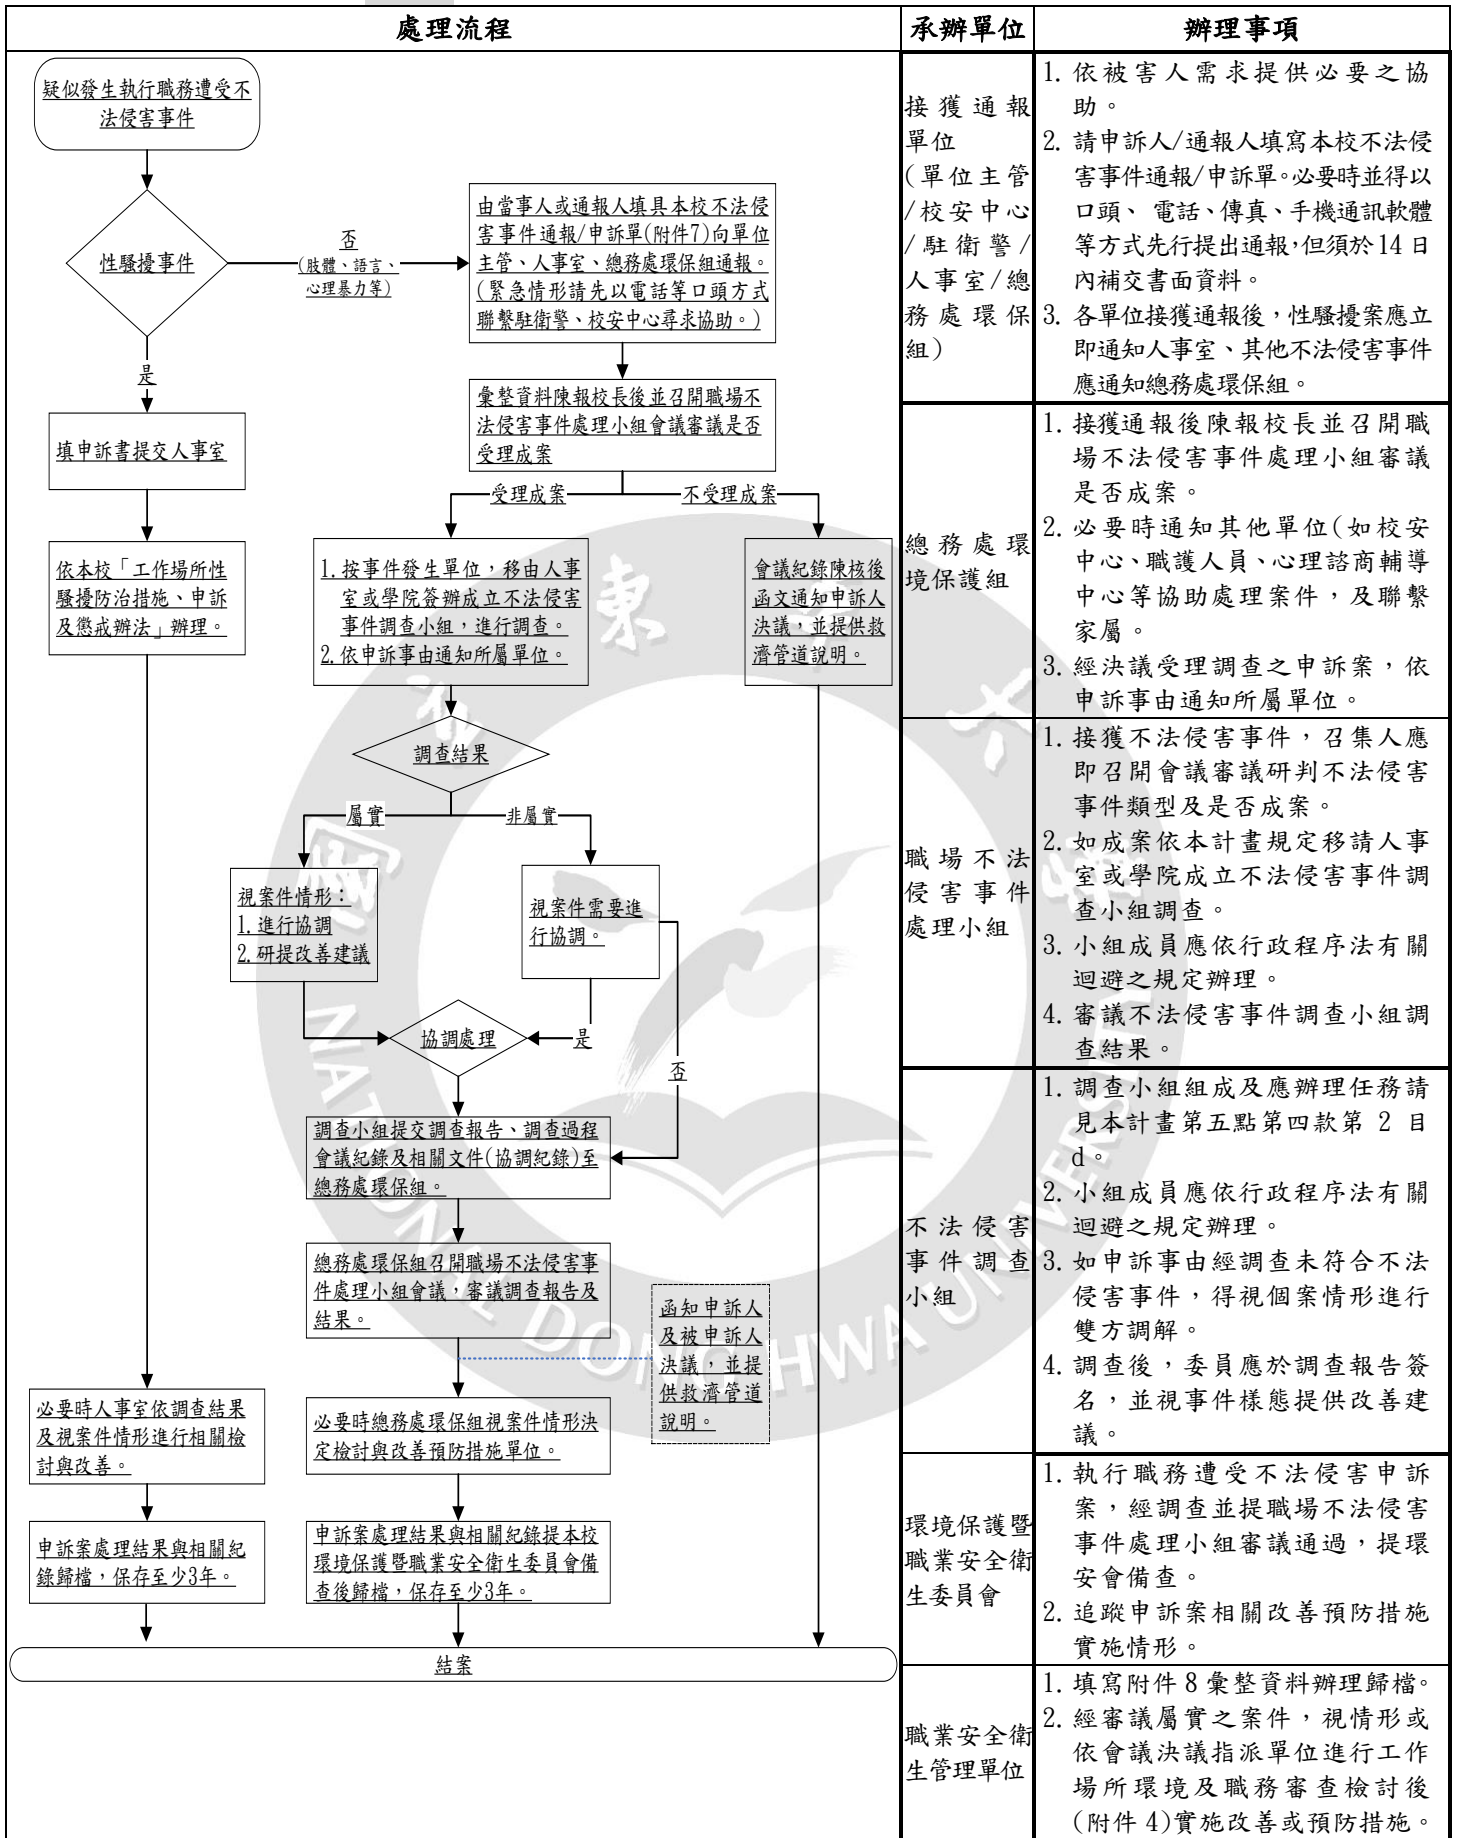 處理流程
承辦單位
辦理事項
疑似發生執行職務遭受不
法侵害事件
性騷擾事件
否
(肢體、語言、
心理暴力等)
由當事人或通報人填具本校不法侵
害事件通報/申訴單(附件7)向單位
主管、人事室、總務處環保組通報。
(緊急情形請先以電話等口頭方式
聯繫駐衛警、校安中心尋求協助。)
是
填申訴書提交人事室
依本校「工作場所性
騷擾防治措施、申訴
及懲戒辦法」辦理。
彙整資料陳報校長後並召開職場不
法侵害事件處理小組會議審議是否
受理成案
受理成案
不受理成案
1.按事件發生單位，移由人事
室或學院簽辦成立不法侵害
事件調查小組，進行調查。
2.依申訴事由通知所屬單位。
會議紀錄陳核後
函文通知申訴人
決議，並提供救
濟管道說明。
調查結果
屬實
非屬實
視案件情形：
1.進行協調
2.研提改善建議
視案件需要進
行協調。
協調處理
是
否
調查小組提交調查報告、調查過程
會議紀錄及相關文件(協調紀錄)至
總務處環保組。
總務處環保組召開職場不法侵害事
件處理小組會議，審議調查報告及
結果。
函知申訴人
及被申訴人
決議，並提
供救濟管道
說明。
必要時人事室依調查結果
及視案件情形進行相關檢
討與改善。
必要時總務處環保組視案件情形決
定檢討與改善預防措施單位。
申訴案處理結果與相關紀
錄歸檔，保存至少3年。
申訴案處理結果與相關紀錄提本校
環境保護暨職業安全衛生委員會備
查後歸檔，保存至少3年。
結案
接獲通報
單位
(單位主管
/校安中心
/駐衛警/
人事室/總
務處環保
組)
1.依被害人需求提供必要之協
助。
2.請申訴人/通報人填寫本校不法侵
害事件通報/申訴單。必要時並得以
口頭、 電話、傳真、手機通訊軟體
等方式先行提出通報，但須於14日
內補交書面資料。
3.各單位接獲通報後，性騷擾案應立
即通知人事室、其他不法侵害事件
應通知總務處環保組。
總務處環
境保護組
1.接獲通報後陳報校長並召開職
場不法侵害事件處理小組審議
是否成案。
2.必要時通知其他單位(如校安
中心、職護人員、心理諮商輔導
中心等協助處理案件，及聯繫
家屬。
3.經決議受理調查之申訴案，依
申訴事由通知所屬單位。
職場不法
侵害事件
處理小組
1.接獲不法侵害事件，召集人應
即召開會議審議研判不法侵害
事件類型及是否成案。
2.如成案依本計畫規定移請人事
室或學院成立不法侵害事件調
查小組調查。
3.小組成員應依行政程序法有關
迴避之規定辦理。
4.審議不法侵害事件調查小組調
查結果。
不法侵害
事件調查
小組
1.調查小組組成及應辦理任務請
見本計畫第五點第四款第 2 目
d。
2.小組成員應依行政程序法有關
迴避之規定辦理。
3.如申訴事由經調查未符合不法
侵害事件，得視個案情形進行
雙方調解。
4.調查後，委員應於調查報告簽
名，並視事件樣態提供改善建
議。
環境保護暨
職業安全衛
生委員會
1.執行職務遭受不法侵害申訴
案，經調查並提職場不法侵害
事件處理小組審議通過，提環
安會備查。
2.追蹤申訴案相關改善預防措施
實施情形。
職業安全衛
生管理單位
1.填寫附件8彙整資料辦理歸檔。
2.經審議屬實之案件，視情形或
依會議決議指派單位進行工作
場所環境及職務審查檢討後
(附件4)實施改善或預防措施。
國立東華大學
NATIONAL DONG HWA UNIVERSITY